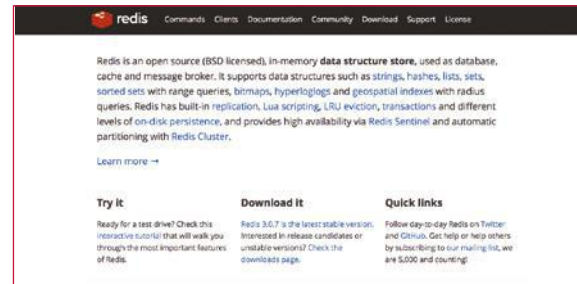 redis Commands Clients Documentation Community Download Support License
Redis is an open source (BSD licensed), in-memory data structure store, used as database,
cache and message broker. It supports data structures such as strings, hashes, lists, sets,
sorted sets with range queries, bitmaps, hyperloglogs and geospatial indexes with radius
queries. Redis has built-in replication, Lua scripting, LRU eviction, transactions and different
levels of on-disk persistence, and provides high availability via Redis Sentinel and automatic
partitioning with Redis Cluster.
Learn more →
Try it
Ready for a test drive? Check this
interactive tutorial that will walk you
through the most important features
of Redis.
Download it
Redis 3.0.7 is the latest stable version.
Interested in release candidates or
unstable versions? Check the
downloads page.
Quick links
Follow day-to-day Redis on Twitter
and GitHub. Get help or help others
by subscribing to our mailing list, we
are 5,000 and counting!